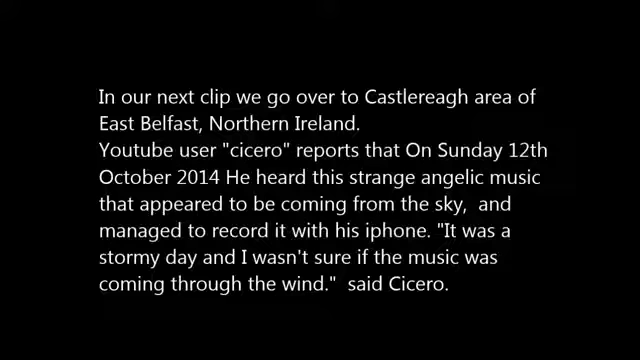 In our next clip we go over to Castlereagh area of
East Belfast, Northern Ireland.
Youtube user "cicero" reports that On Sunday 12th
October 2014 He heard this strange angelic music
that appeared to be coming from the sky,  and
managed to record it with his iphone. "It was a
stormy day and I wasn't sure if the music was
coming through the wind."  said Cicero.